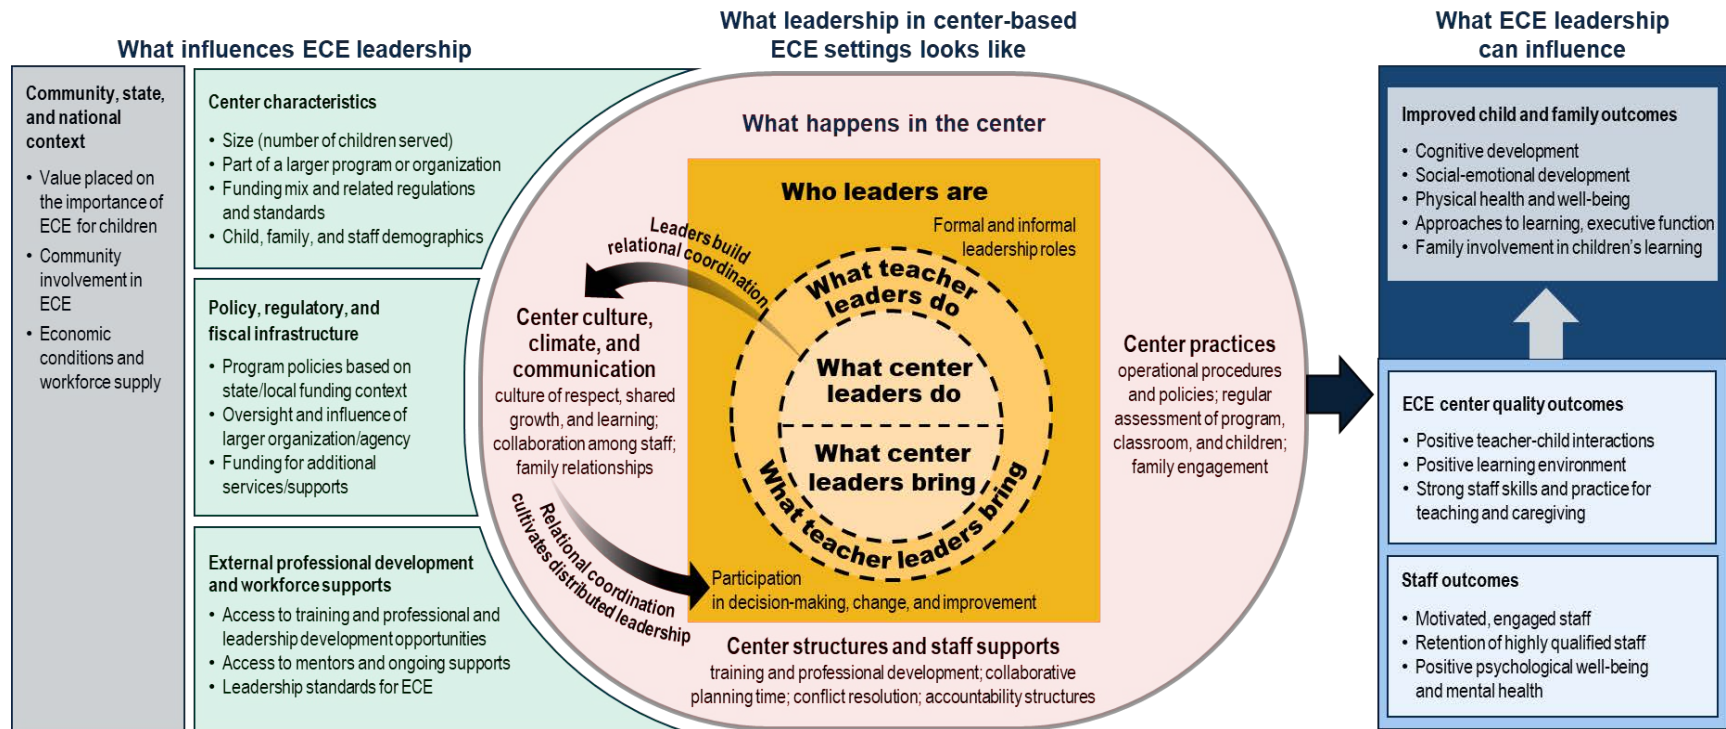 What influences ECE leadership
What leadership in center-based
ECE settings looks like
What ECE leadership
can influence
Community, state,
and national
context
• Value placed on
the importance of
ECE for children
• Community
involvement in
ECE
• Economic
conditions and
workforce supply
Center characteristics
• Size (number of children served)
• Part of a larger program or organization
• Funding mix and related regulations
and standards
• Child, family, and staff demographics
Policy, regulatory, and
fiscal infrastructure
• Program policies based on
state/local funding context
• Oversight and influence of
larger organization/agency
• Funding for additional
services/supports
External professional development
and workforce supports
• Access to training and professional and
leadership development opportunities
• Access to mentors and ongoing supports
• Leadership standards for ECE
What happens in the center
Who leaders are
Formal and informal
leadership roles
Leaders build
relational coordination
What teacher
leaders do
What center
leaders do
What center
leaders bring
What teacher leaders bring
Center culture,
climate, and
communication
culture of respect, shared
growth, and learning;
collaboration among staff;
family relationships
Relational coordination
cultivates distributed leadership
Participation
in decision-making, change, and improvement
Center structures and staff supports
training and professional development; collaborative
planning time; conflict resolution; accountability structures
Center practices
operational procedures
and policies; regular
assessment of program,
classroom, and children;
family engagement
Improved child and family outcomes
• Cognitive development
• Social-emotional development
• Physical health and well-being
• Approaches to learning, executive function
• Family involvement in children's learning
ECE center quality outcomes
• Positive teacher-child interactions
• Positive learning environment
• Strong staff skills and practice for
teaching and caregiving
Staff outcomes
• Motivated, engaged staff
• Retention of highly qualified staff
• Positive psychological well-being
and mental health